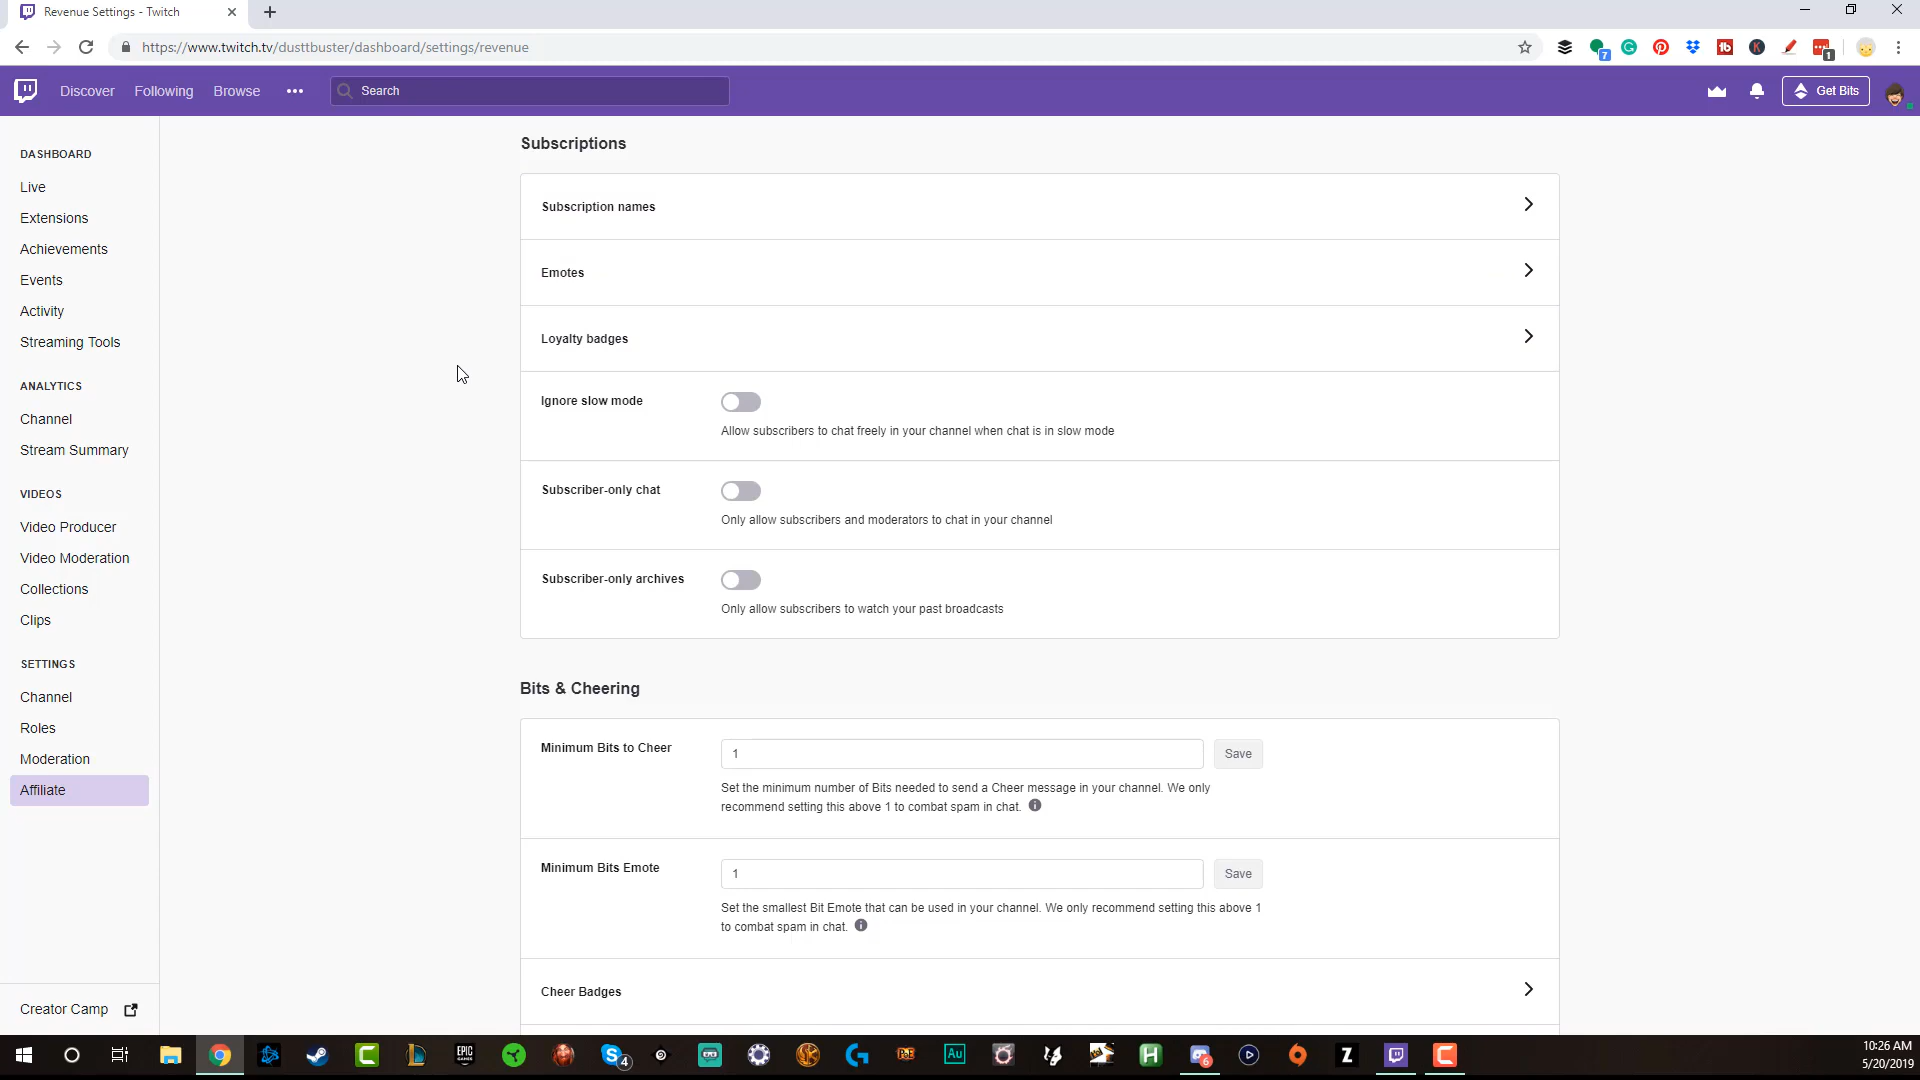 Revenue Settings - Twitch
https://www.twitch.tv/dusttbuster/dashboard/settings/revenue
7
1
Discover
Following
Browse
Search
Get Bits
DASHBOARD
Live
Extensions
Achievements
Events
Activity
Streaming Tools
ANALYTICS
Channel
Stream Summary
VIDEOS
Video Producer
Video Moderation
Collections
Clips
SETTINGS
Channel
Roles
Moderation
Affiliate
Creator Camp
Subscriptions
Subscription names
Emotes
Loyalty badges
Ignore slow mode
Allow subscribers to chat freely in your channel when chat is in slow mode
Subscriber-only chat
Only allow subscribers and moderators to chat in your channel
Subscriber-only archives
Only allow subscribers to watch your past broadcasts
Bits & Cheering
Minimum Bits to Cheer
1
Save
Set the minimum number of Bits needed to send a Cheer message in your channel. We only
recommend setting this above 1 to combat spam in chat.
Minimum Bits Emote
1
Save
Set the smallest Bit Emote that can be used in your channel. We only recommend setting this above 1
to combat spam in chat.
Cheer Badges
EPIC
GAMES
S
4
PoE
Au
H
6
Z
10:26 AM
5/20/2019